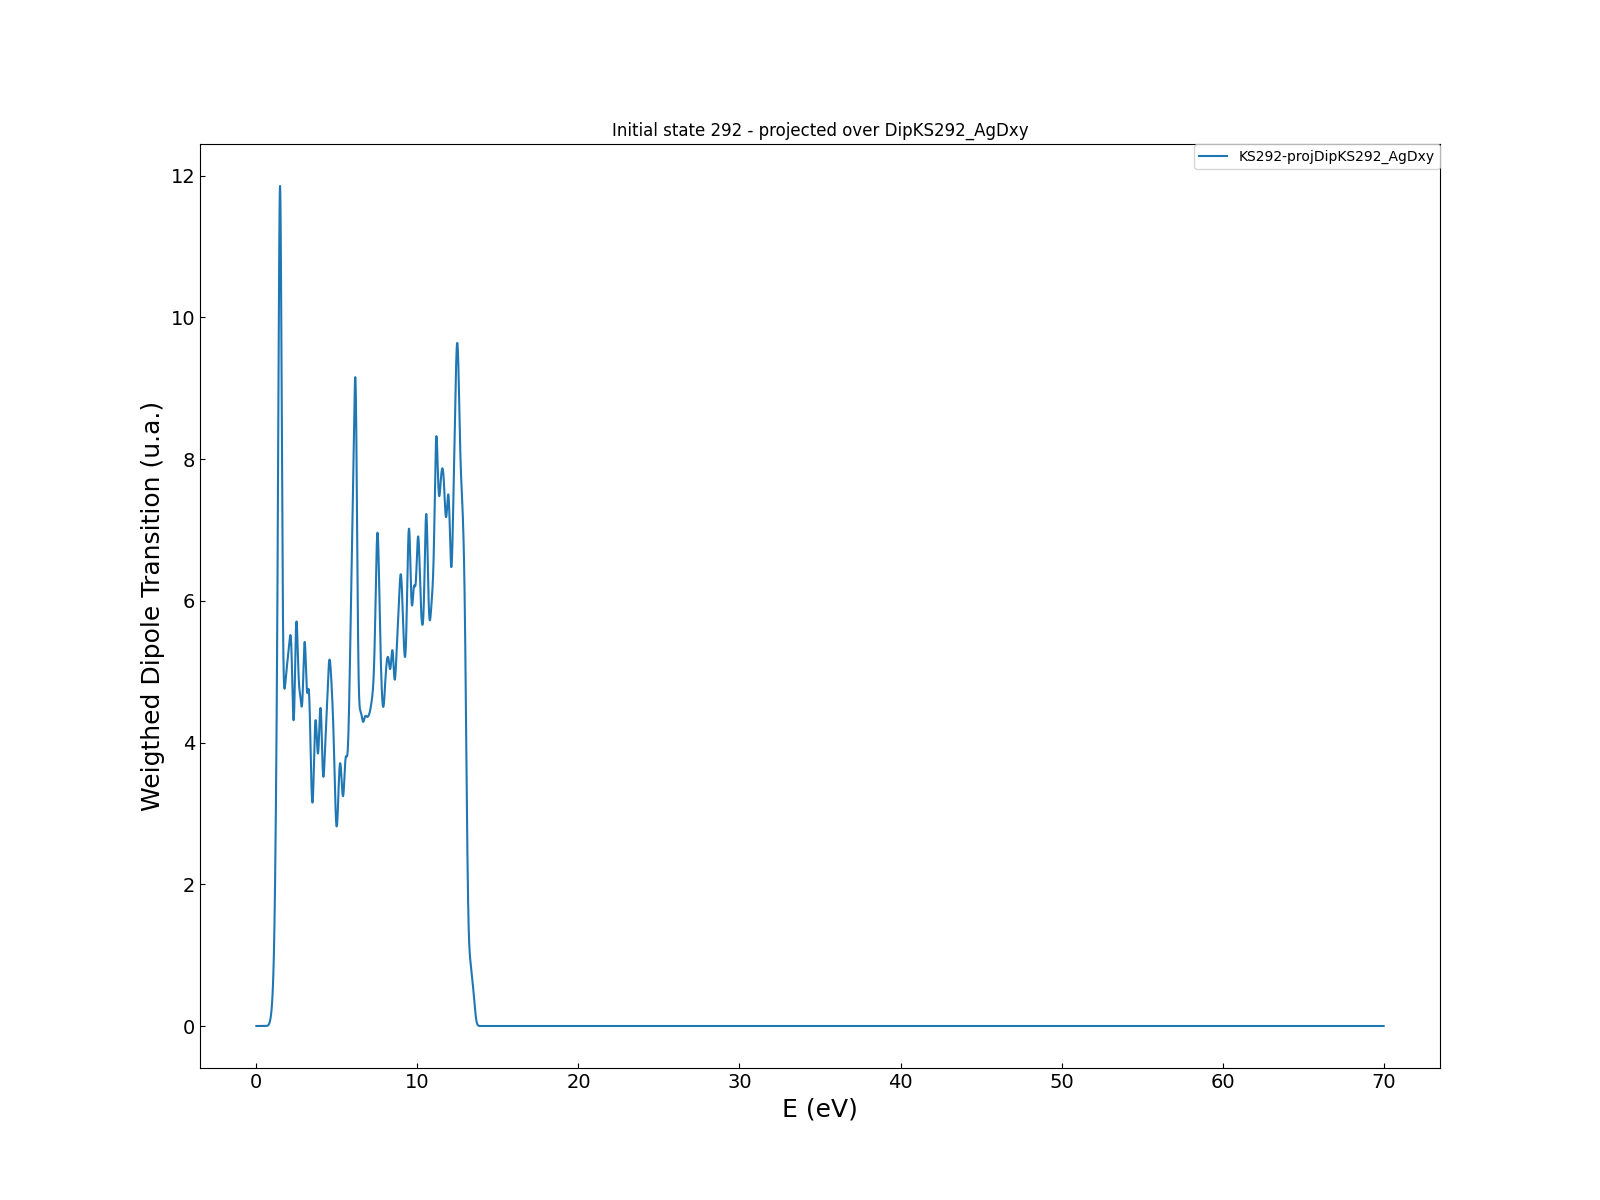 Initial state 292 - projected over DipKS292_AgDxy
KS292-projDipKS292_AgDxy
12
10
8
6
4
2
0
Weigthed Dipole Transition (u.a.)
0 10 20 30 40 50 60 70
E (eV)